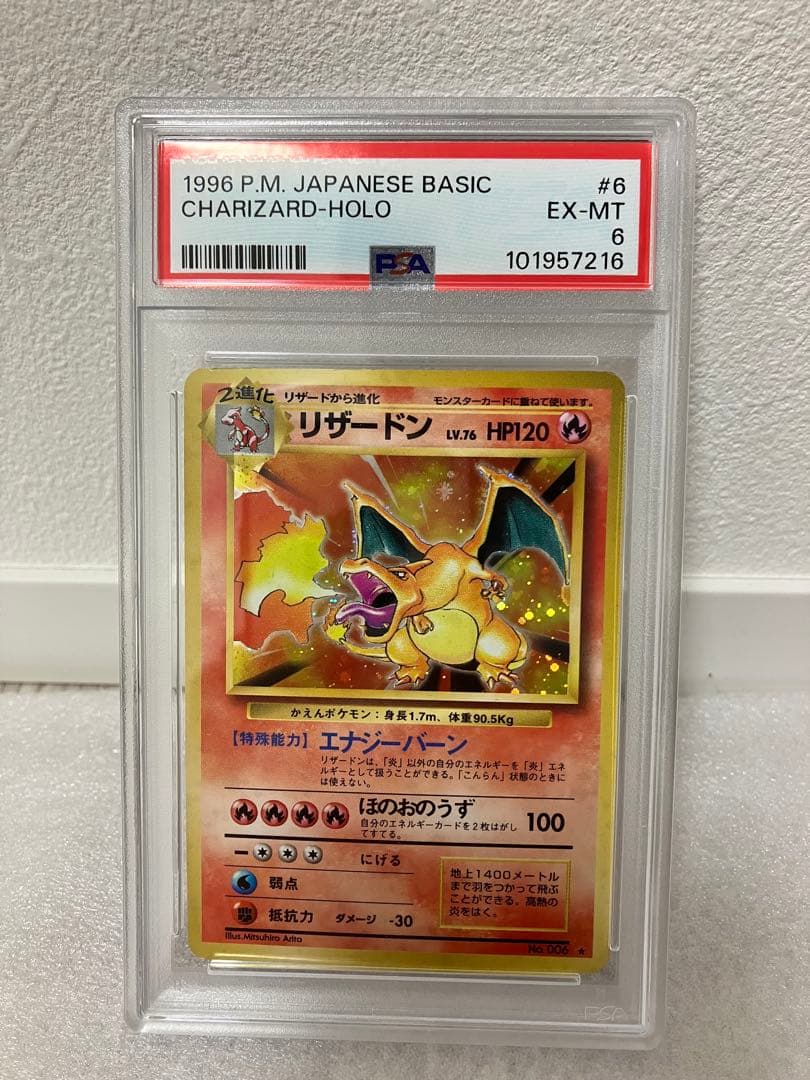 1996 P.M. JAPANESE BASIC #6
CHARIZARD-HOLO EX-MT
6
PSA 101957216
2進化 リザードから進化 モンスターカードに重ねて使います。
リザードン LV.76 HP120
かえんポケモン：身長1.7m、体重90.5Kg
【特殊能力】エナジーバーン
リザードンは、「炎」以外の自分のエネルギーを「炎」エネ
ルギーとして扱うことができる。「こんらん」状態のときに
は使えない。
ほのおのうず 100
自分のエネルギーカードを2枚はがし
てすてる。
にげる
弱点
抵抗力 ダメージ -30
地上1400メートル
まで羽をつかって飛ぶ
ことができる。高熱の
炎をはく。
Illus.Mitsuhiro Arita No.006 ★
PSA